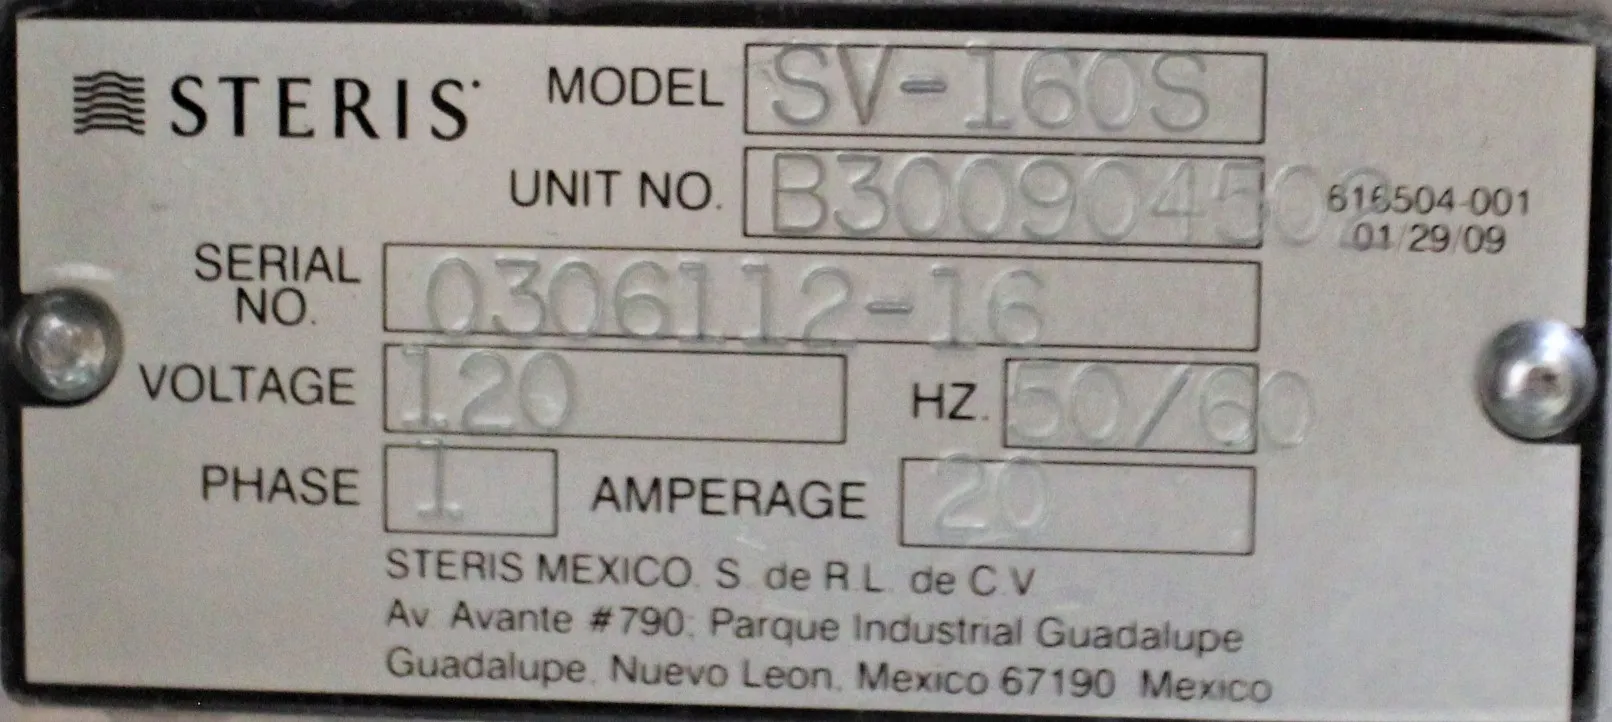 STERIS
MODEL SV-160S
UNIT NO. B300904502
616504-001
01/29/09
SERIAL NO. 0306112-16
VOLTAGE 120 HZ. 50/60
PHASE 1 AMPERAGE 20
STERIS MEXICO. S. de R.L. de C.V
Av. Avante #790; Parque Industrial Guadalupe
Guadalupe. Nuevo Leon. Mexico 67190 Mexico